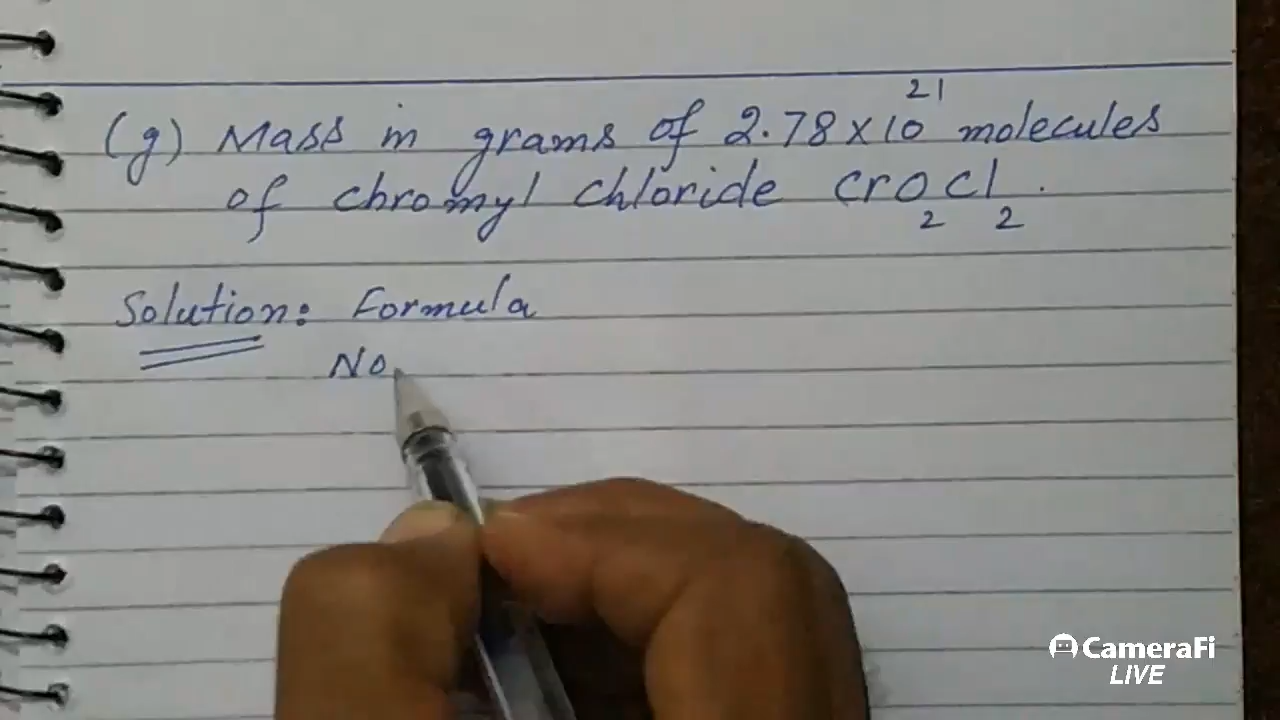 (g) Mass in grams of 2.78×10²¹ molecules
of chromyl chloride CrO₂Cl₂.
Solution: Formula
No.
CameraFi
LIVE